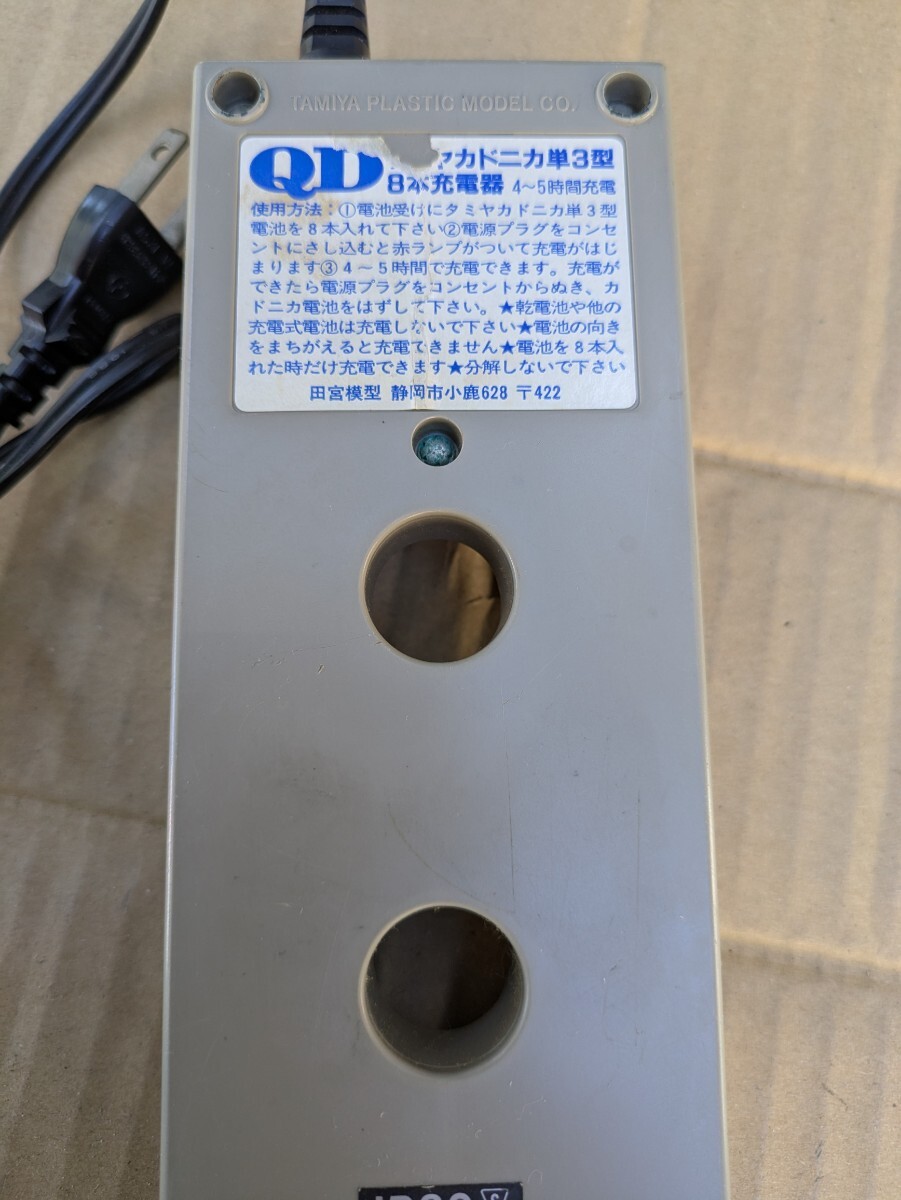 TAMIYA PLASTIC MODEL CO.
QD ヤカドニカ単3型
8本充電器 4~5時間充電
使用方法:①電池受けにタミヤカドニカ単3型
電池を8本入れて下さい②電源プラグをコンセ
ントにさし込むと赤ランプがついて充電がはじ
まります③4~5時間で充電できます。充電が
できたら電源プラグをコンセントからぬき、カ
ドニカ電池をはずして下さい。★乾電池や他の
充電式電池は充電しないで下さい★電池の向き
をまちがえると充電できません★電池を8本入
れた時だけ充電できます★分解しないで下さい
田宮模型 静岡市小鹿628 〒422